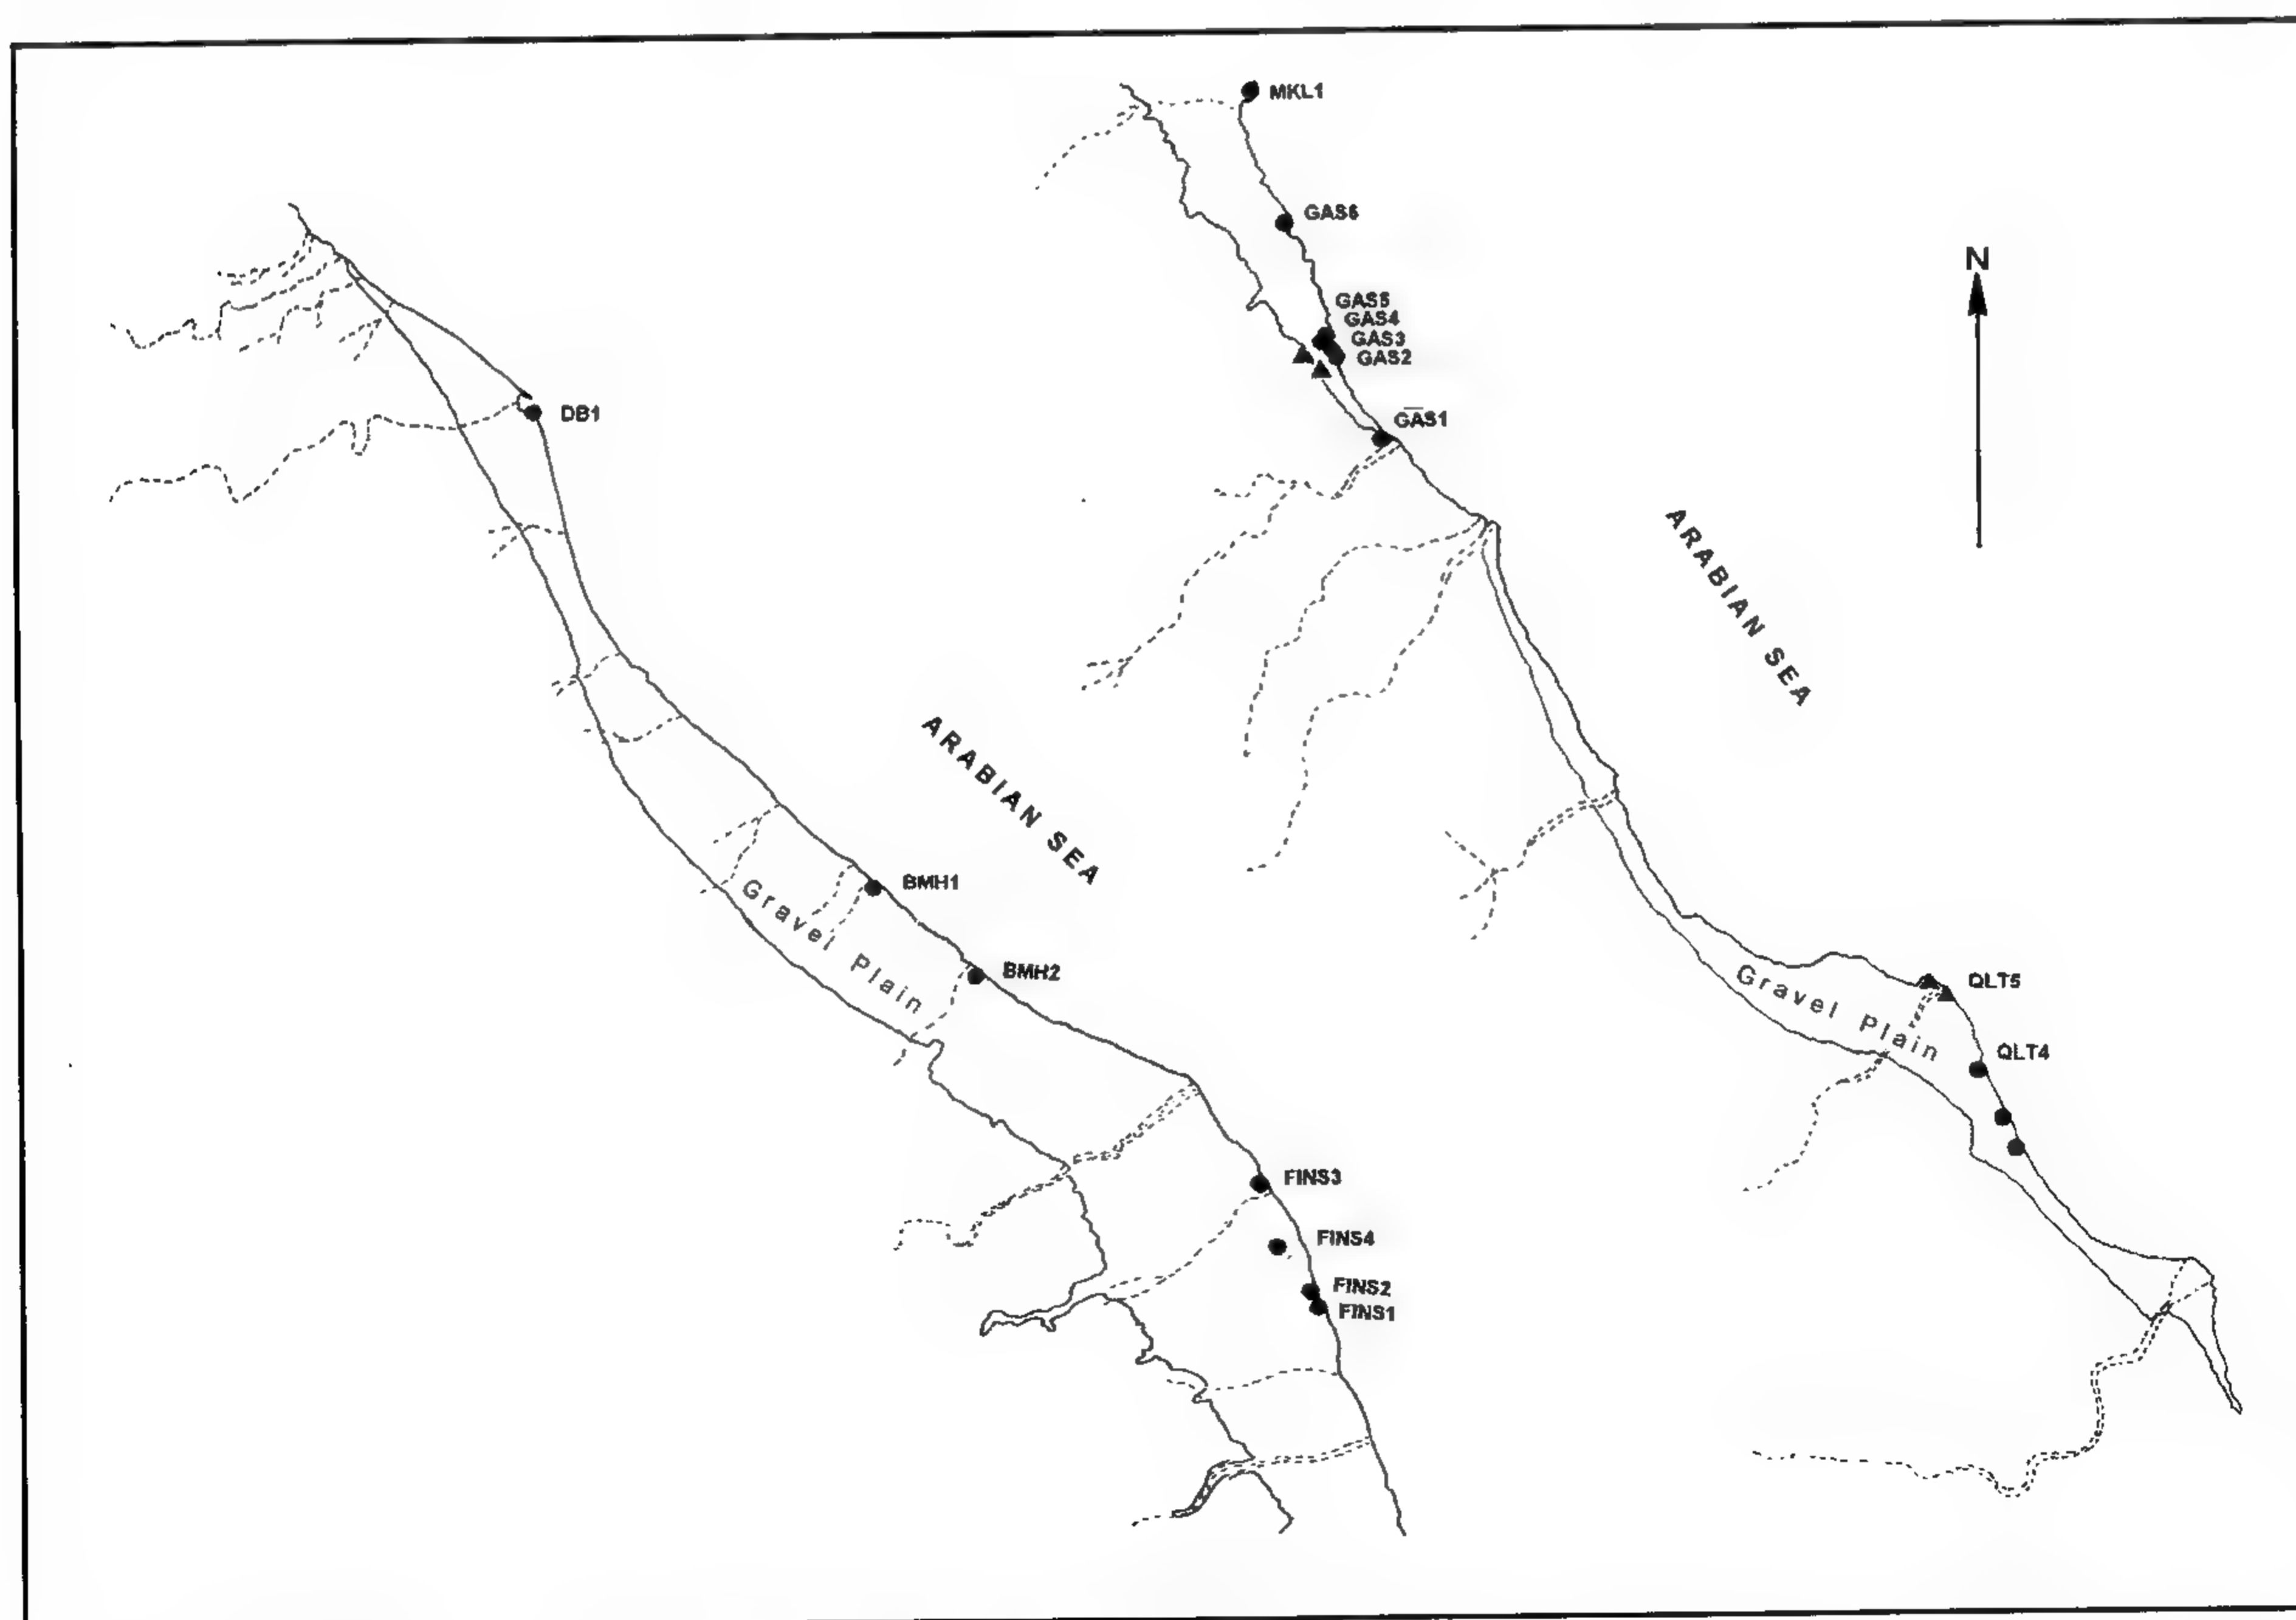 MKL1
GAS6
N
GAS5
GAS4
GAS3
GAS2
DB1
GAS1
ARABIAN SEA
ARABIAN SEA
BMH1
Gravel Plain
BMH2
Gravel Plain
QLT5
QLT4
FINS3
FINS4
FINS2
FINS1